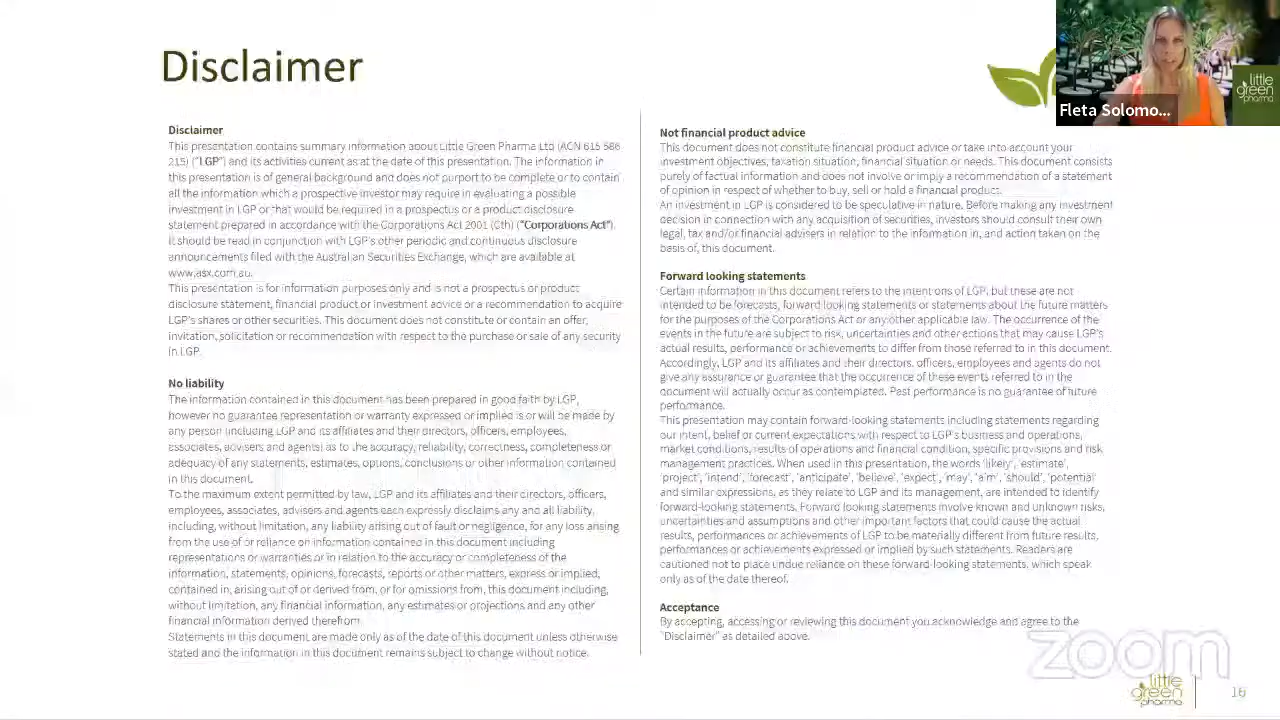 Disclaimer
Disclaimer
This presentation contains summary information about Little Green Pharma Ltd (ACN 615 586
215) ("LGP") and its activities current as at the date of this presentation. The information in
this presentation is of general background and does not purport to be complete or to contain
all the information which a prospective investor may require in evaluating a possible
investment in LGP or that would be required in a prospectus or a product disclosure
statement prepared in accordance with the Corporations Act 2001 (Cth) ("Corporations Act").
It should be read in conjunction with LGP's other periodic and continuous disclosure
announcements filed with the Australian Securities Exchange, which are available at
www.asx.com.au.
This presentation is for information purposes only and is not a prospectus or product
disclosure statement, financial product or investment advice or a recommendation to acquire
LGP's shares or other securities. This document does not constitute or contain an offer,
invitation, solicitation or recommendation with respect to the purchase or sale of any security
in LGP.
No liability
The information contained in this document has been prepared in good faith by LGP,
however no guarantee representation or warranty expressed or implied is or will be made by
any person (including LGP and its affiliates and their directors, officers, employees,
associates, advisers and agents) as to the accuracy, reliability, correctness, completeness or
adequacy of any statements, estimates, options, conclusions or other information contained
in this document.
To the maximum extent permitted by law, LGP and its affiliates and their directors, officers,
employees, associates, advisers and agents each expressly disclaims any and all liability,
including, without limitation, any liability arising out of fault or negligence, for any loss arising
from the use of or reliance on information contained in this document including
representations or warranties or in relation to the accuracy or completeness of the
information, statements, opinions, forecasts, reports or other matters, express or implied,
contained in, arising out of or derived from, or for omissions from, this document including,
without limitation, any financial information, any estimates or projections and any other
financial information derived therefrom.
Statements in this document are made only as of the date of this document unless otherwise
stated and the information in this document remains subject to change without notice.
Not financial product advice
This document does not constitute financial product advice or take into account your
investment objectives, taxation situation, financial situation or needs. This document consists
purely of factual information and does not involve or imply a recommendation of a statement
of opinion in respect of whether to buy, sell or hold a financial product.
An investment in LGP is considered to be speculative in nature. Before making any investment
decision in connection with any acquisition of securities, investors should consult their own
legal, tax and/or financial advisers in relation to the information in, and action taken on the
basis of, this document.
Forward looking statements
Certain information in this document refers to the intentions of LGP, but these are not
intended to be forecasts, forward looking statements or statements about the future matters
for the purposes of the Corporations Act or any other applicable law. The occurrence of the
events in the future are subject to risk, uncertainties and other actions that may cause LGP's
actual results, performance or achievements to differ from those referred to in this document.
Accordingly, LGP and its affiliates and their directors, officers, employees and agents do not
give any assurance or guarantee that the occurrence of these events referred to in the
document will actually occur as contemplated. Past performance is no guarantee of future
performance.
This presentation may contain forward-looking statements including statements regarding
our intent, belief or current expectations with respect to LGP's business and operations,
market conditions, results of operations and financial condition, specific provisions and risk
management practices. When used in this presentation, the words 'likely', 'estimate',
'project', 'intend', 'forecast', 'anticipate', 'believe', 'expect', 'may', 'aim', 'should', 'potential'
and similar expressions, as they relate to LGP and its management, are intended to identify
forward-looking statements. Forward looking statements involve known and unknown risks,
uncertainties and assumptions and other important factors that could cause the actual
results, performances or achievements of LGP to be materially different from future results,
performances or achievements expressed or implied by such statements. Readers are
cautioned not to place undue reliance on these forward-looking statements, which speak
only as of the date thereof.
Acceptance
By accepting, accessing or reviewing this document you acknowledge and agree to the
"Disclaimer" as detailed above.
little
green
pharma
Fleta Solomo...
zoom
little
green
pharma
16